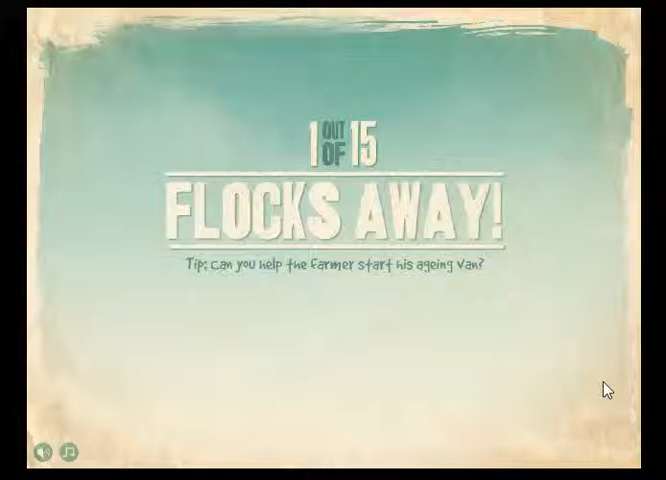 1 OUT OF 15
FLOCKS AWAY!
Tip: Can you help the farmer start his ageing van?